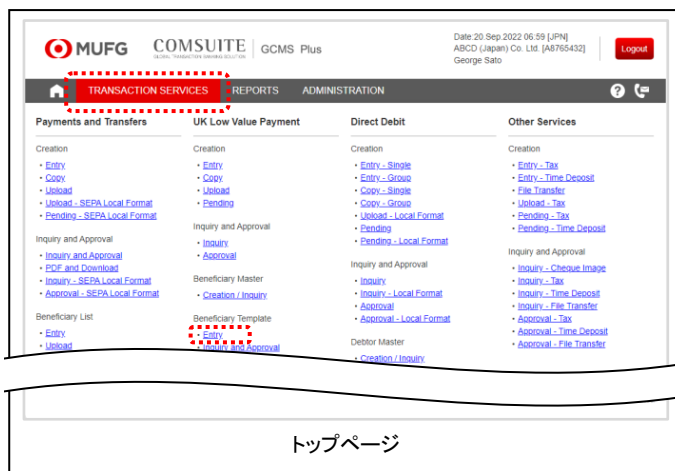 MUFG COMSUITE GCMS Plus
GLOBAL TRANSACTION BANKING SOLUTION
Date:20 Sep.2022 06:59 [JPN]
ABCD (Japan) Co. Ltd. [A8765432]
George Sato
Logout
TRANSACTION SERVICES REPORTS ADMINISTRATION
Payments and Transfers
Creation
・Entry
・Copy
・Upload
・Upload - SEPA Local Format
・Pending - SEPA Local Format
Inquiry and Approval
・Inquiry and Approval
・PDF and Download
・Inquiry - SEPA Local Format
・Approval - SEPA Local Format
Beneficiary List
・Entry
・Upload
UK Low Value Payment
Creation
・Entry
・Copy
・Upload
・Pending
Inquiry and Approval
・Inquiry
・Approval
Beneficiary Master
・Creation / Inquiry
Beneficiary Template
・Entry
・Inquiry and Approval
Direct Debit
Creation
・Entry - Single
・Entry - Group
・Copy - Single
・Copy - Group
・Upload - Local Format
・Pending
・Pending - Local Format
Inquiry and Approval
・Inquiry
・Inquiry - Local Format
・Approval
・Approval - Local Format
Debtor Master
・Creation / Inquiry
Other Services
Creation
・Entry - Tax
・Entry - Time Deposit
・File Transfer
・Upload - Tax
・Pending - Tax
・Pending - Time Deposit
Inquiry and Approval
・Inquiry - Cheque Image
・Inquiry - Tax
・Inquiry - Time Deposit
・Inquiry - File Transfer
・Approval - Tax
・Approval - Time Deposit
・Approval - File Transfer
トップページ